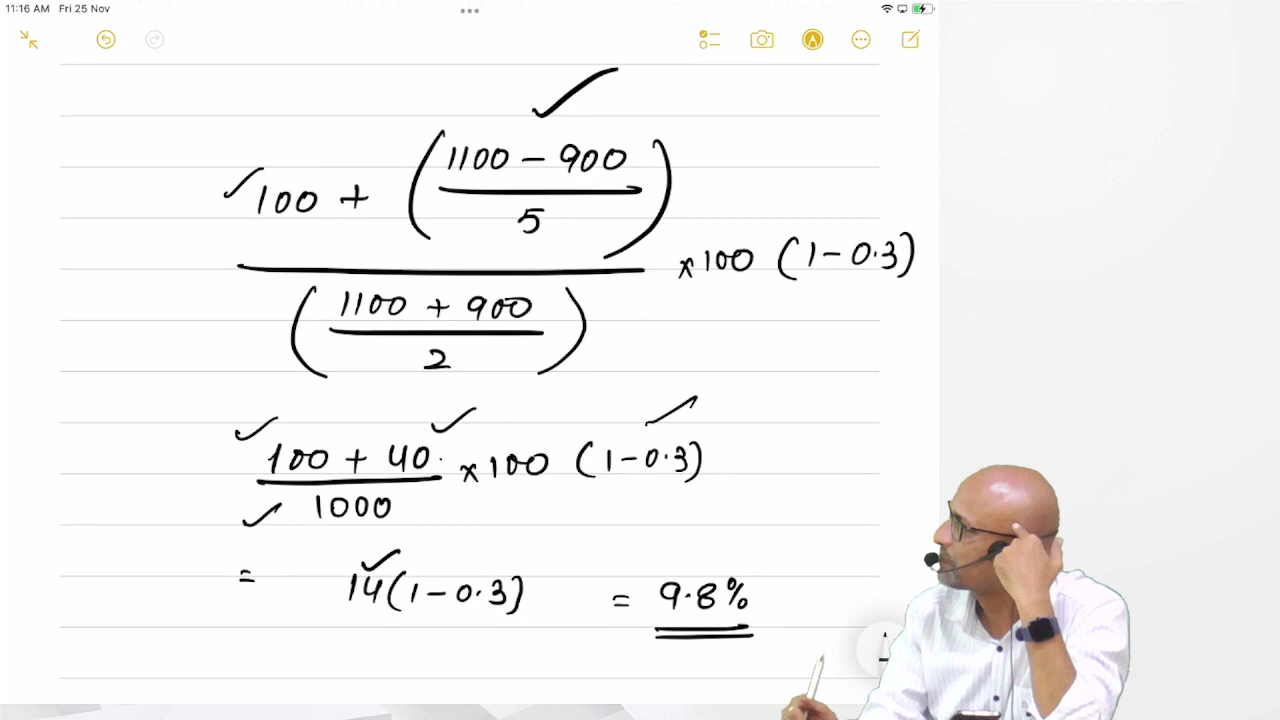 11:16 AM Fri 25 Nov
1100 - 900
100 +
5
×100 (1-0.3)
1100 + 900
2
100 + 40 ×100 (1-0.3)
1000
= 14(1-0.3) = 9.8%